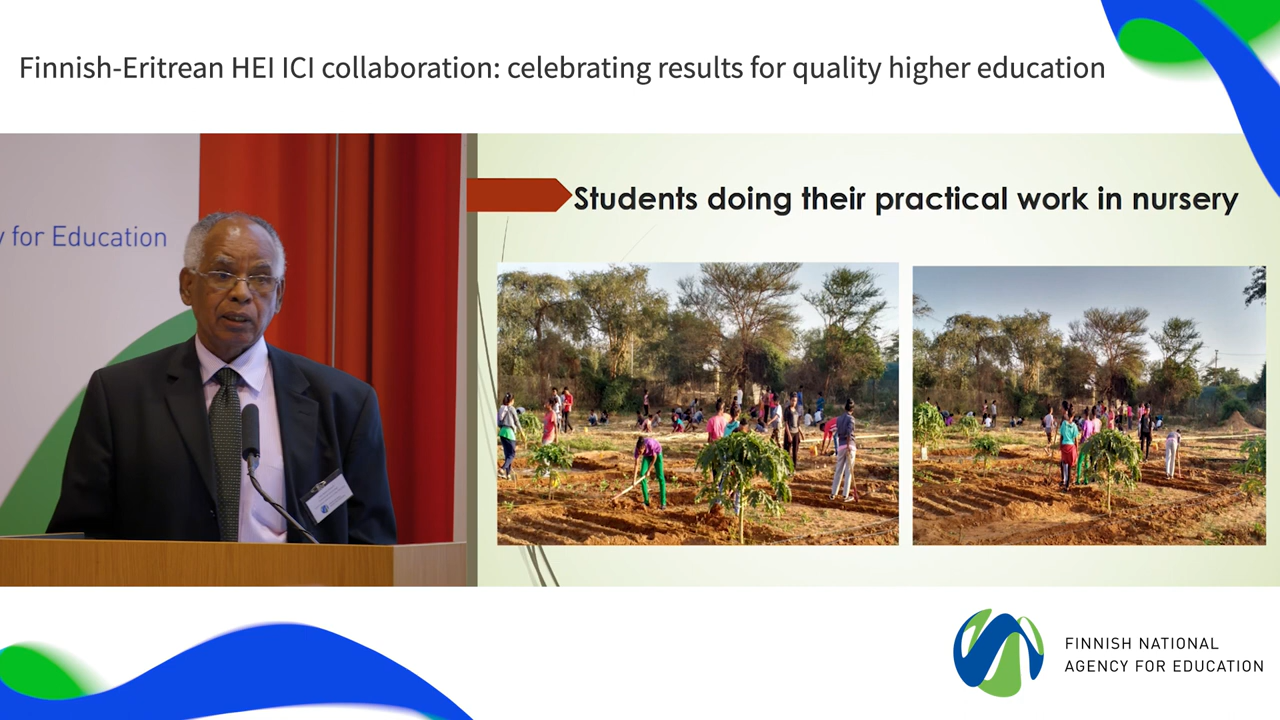 Finnish-Eritrean HEI ICI collaboration: celebrating results for quality higher education
y for Education
Students doing their practical work in nursery
FINNISH NATIONAL
AGENCY FOR EDUCATION